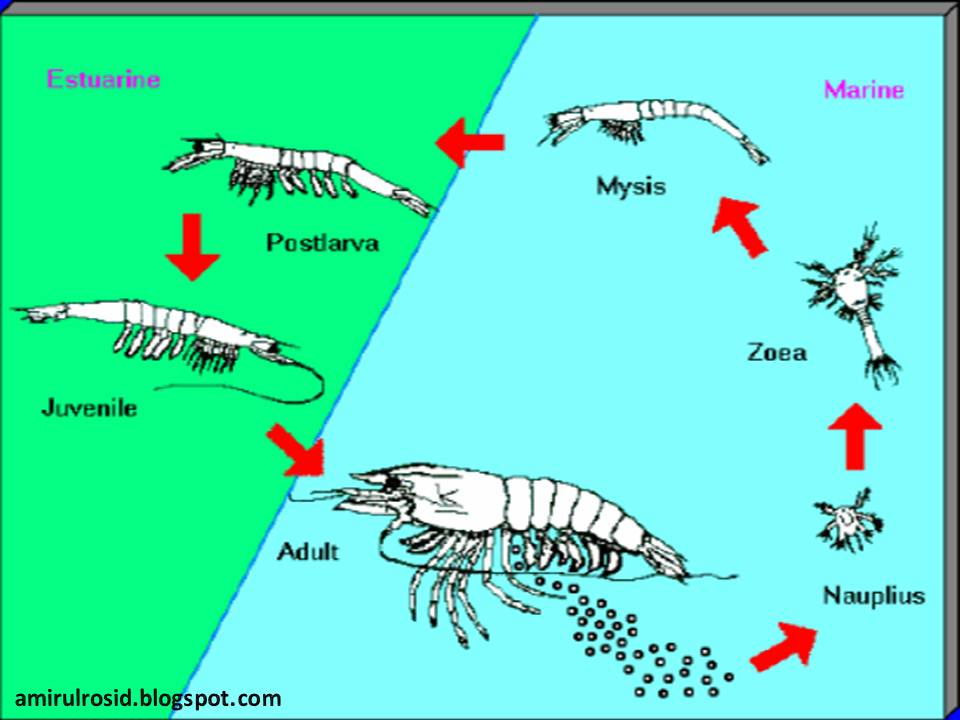 Estuarine
Marine
Mysis
Postlarva
Zoea
Juvenile
Adult
Nauplius
amirulrosid.blogspot.com